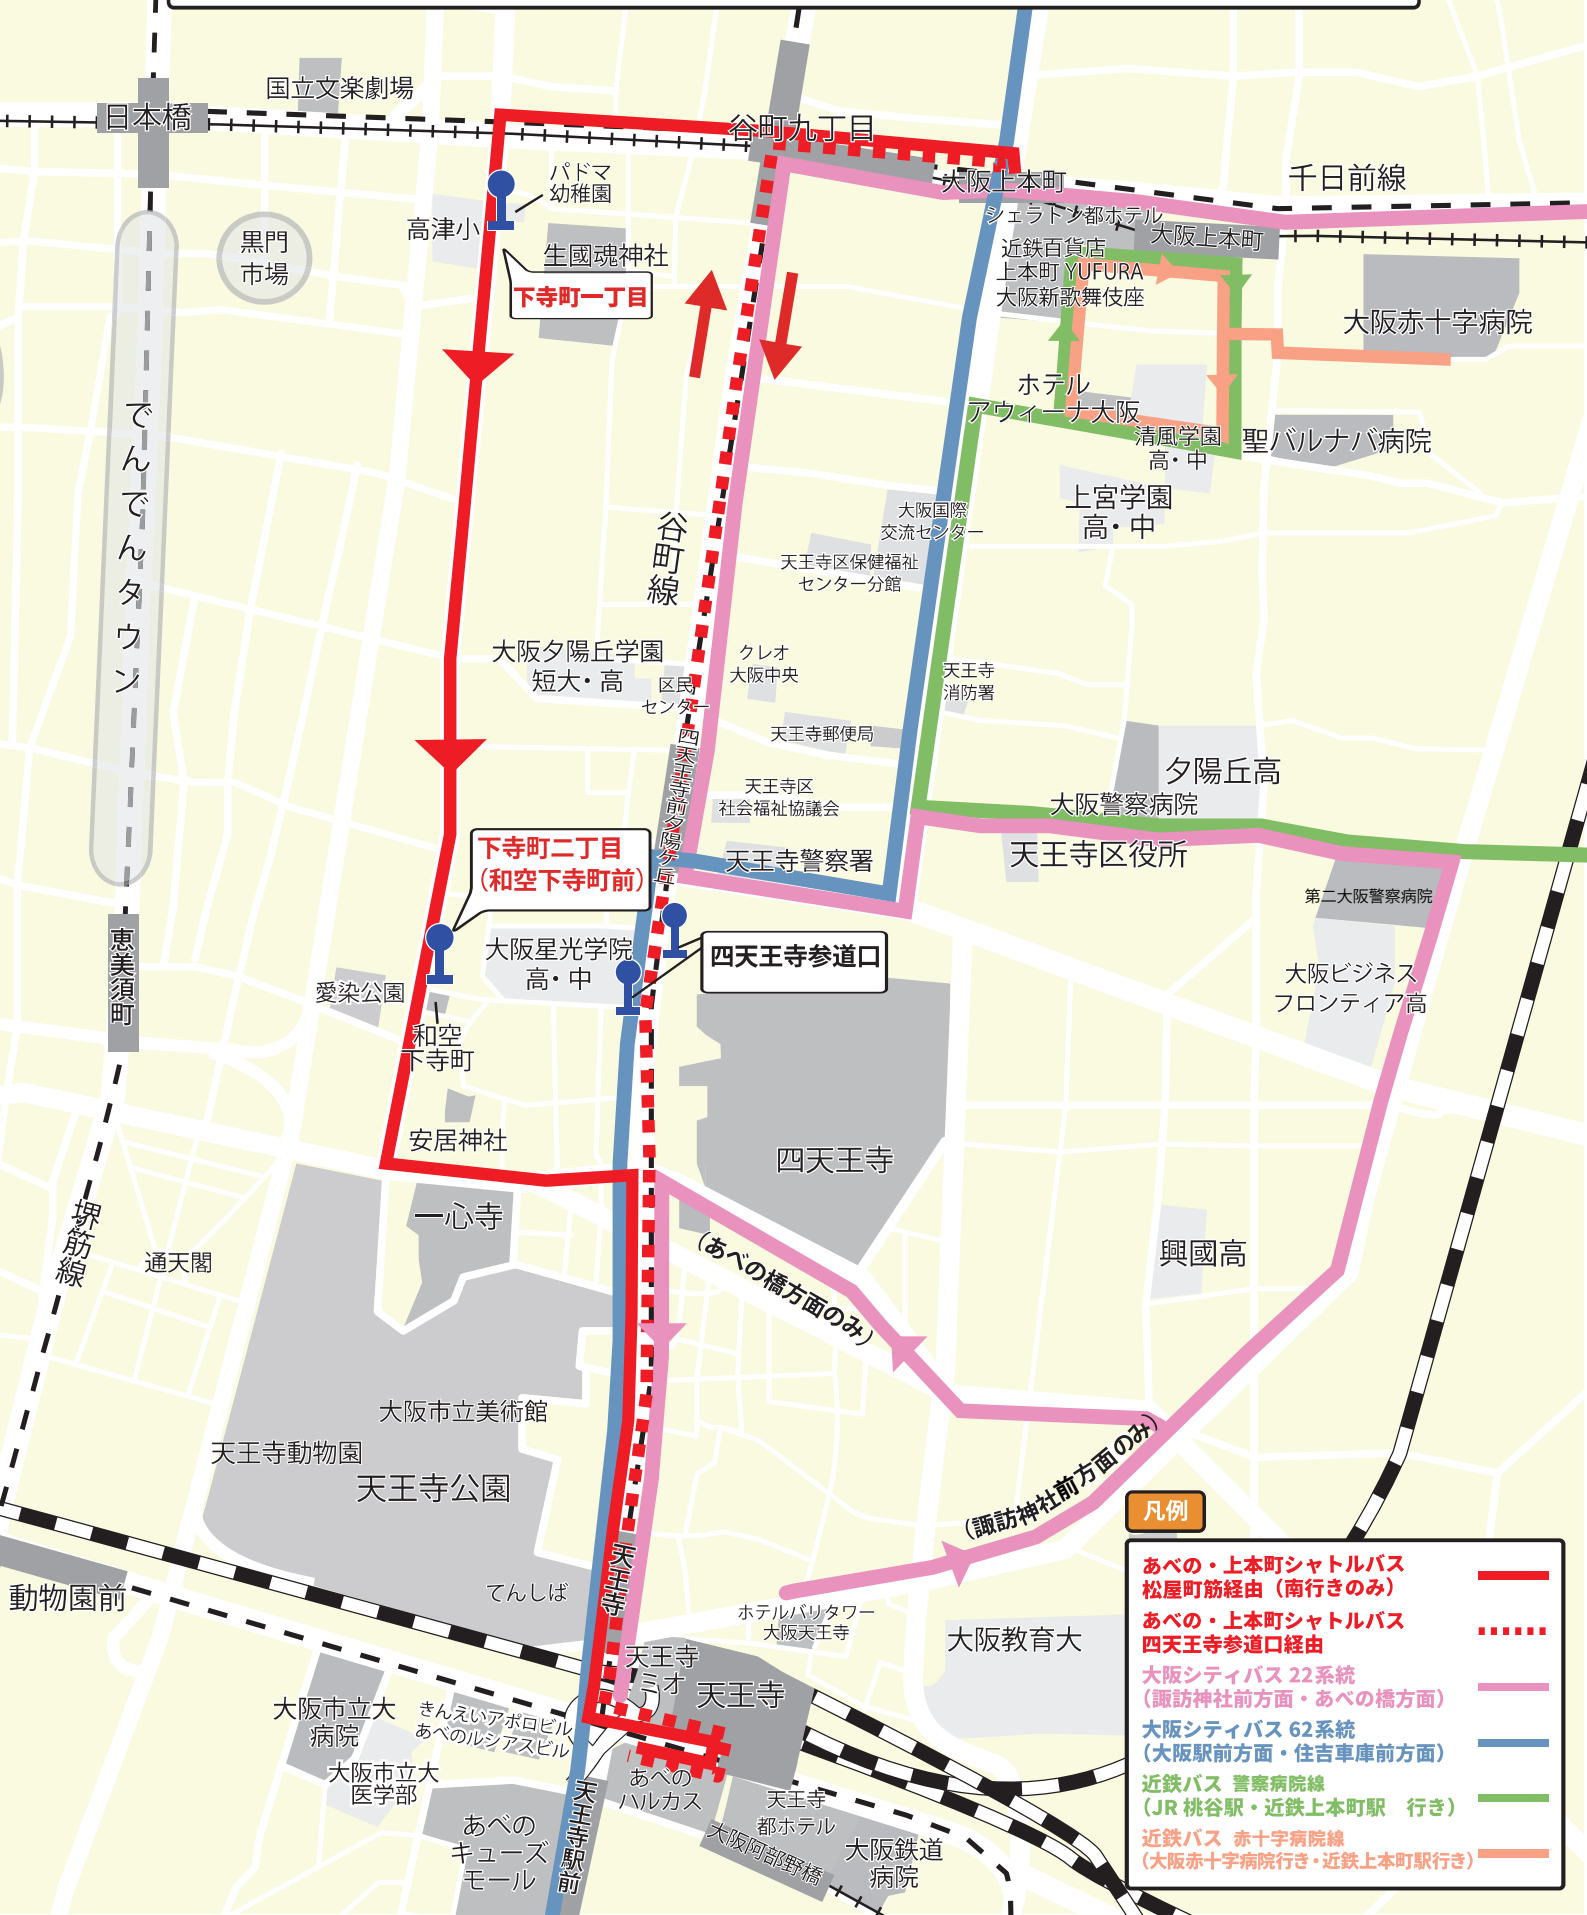 国立文楽劇場
日本橋
谷町九丁目
パドマ
幼稚園
高津小
大阪上本町
千日前線
シェラトン都ホテル
大阪上本町
近鉄百貨店
上本町 YUFURA
大阪新歌舞伎座
黒門
市場
生國魂神社
下寺町一丁目
大阪赤十字病院
ホテル
アウィーナ大阪
清風学園
高・中
聖バルナバ病院
でんでんタウン
上宮学園
高・中
谷町線
大阪国際
交流センター
天王寺区保健福祉
センター分館
大阪夕陽丘学園
短大・高
クレオ
大阪中央
区民
センター
天王寺
消防署
天王寺郵便局
四天王寺前夕陽ケ丘
夕陽丘高
天王寺区
社会福祉協議会
大阪警察病院
下寺町二丁目
（和空下寺町前）
天王寺警察署
天王寺区役所
第二大阪警察病院
恵美須町
大阪星光学院
高・中
四天王寺参道口
愛染公園
大阪ビジネス
フロンティア高
和空
下寺町
安居神社
四天王寺
堺筋線
一心寺
通天閣
（あべの橋方面のみ）
興國高
大阪市立美術館
天王寺動物園
天王寺公園
（諏訪神社前方面のみ）
天王寺
動物園前
てんしば
ホテルバリタワー
大阪天王寺
大阪教育大
天王寺
ミオ
天王寺
大阪市立大
病院
きんえいアポロビル
あべのルシアスビル
大阪市立大
医学部
あべの
ハルカス
天王寺
都ホテル
天王寺駅前
あべの
キューズ
モール
大阪阿部野橋
大阪鉄道
病院
凡例
あべの・上本町シャトルバス
松屋町筋経由（南行きのみ）
あべの・上本町シャトルバス
四天王寺参道口経由
大阪シティバス 22系統
（諏訪神社前方面・あべの橋方面）
大阪シティバス 62系統
（大阪駅前方面・住吉車庫前方面）
近鉄バス 警察病院線
（JR 桃谷駅・近鉄上本町駅 行き）
近鉄バス 赤十字病院線
（大阪赤十字病院行き・近鉄上本町駅行き）